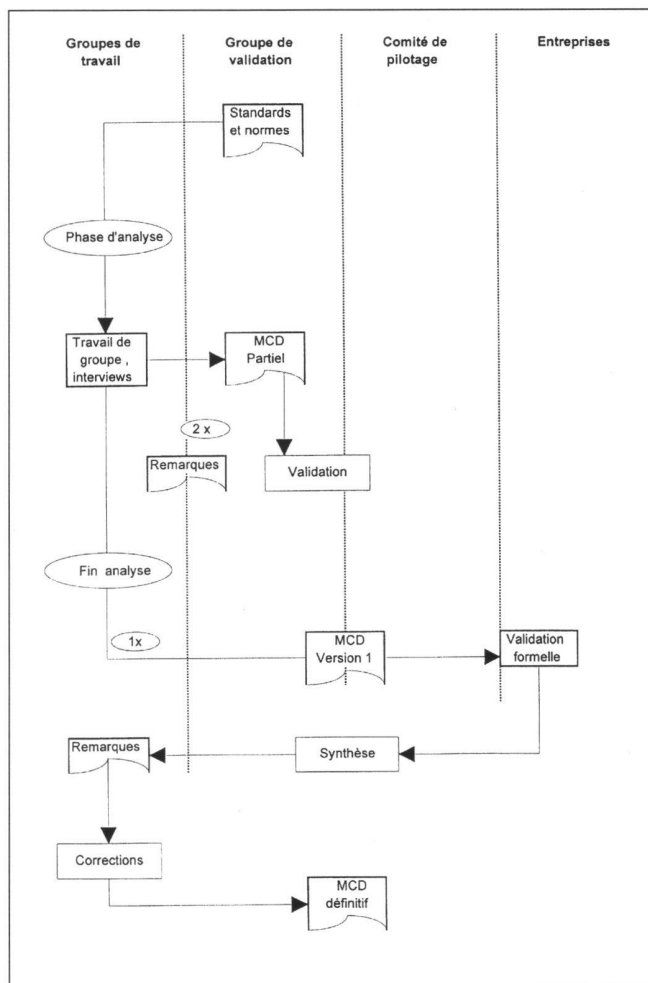 Groupes de
travail
Groupe de
validation
Comité de
pilotage
Entreprises
Standards
et normes
Phase d'analyse
Travail de
groupe ,
interviews
MCD
Partiel
2 x
Remarques
Validation
Fin analyse
1x
MCD
Version 1
Validation
formelle
Remarques
Synthèse
Corrections
MCD
définitif